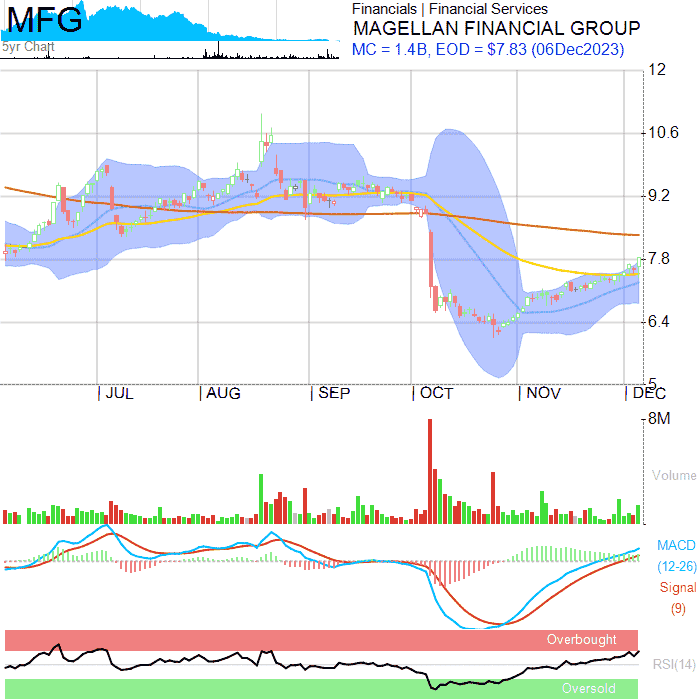 MFG
5yr Chart
Financials | Financial Services
MAGELLAN FINANCIAL GROUP
MC = 1.4B, EOD = $7.83 (06Dec2023)
12
10.6
9.2
7.8
6.4
5
JUL AUG SEP OCT NOV DEC
8M
Volume
MACD
(12-26)
Signal
(9)
Overbought
RSI(14)
Oversold